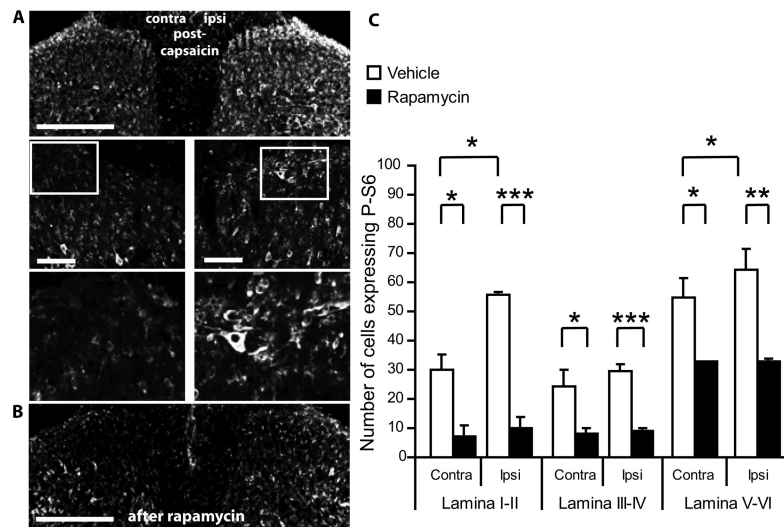 A
contra ipsi
post-
capsaicin
B
after rapamycin
C
Vehicle
Rapamycin
Number of cells expressing P-S6
100
90
80
70
60
50
40
30
20
10
0
*
*
***
*
***
*
*
**
Contra Ipsi Contra Ipsi Contra Ipsi
Lamina I-II Lamina III-IV Lamina V-VI